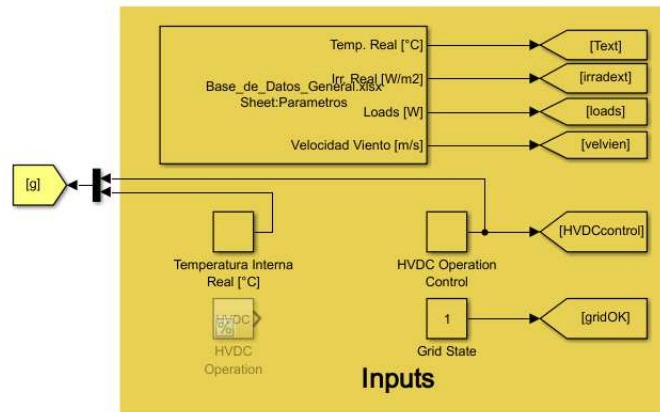 Temp. Real [°C]
[Text]
Irr. Real [W/m2]
[irradext]
Base_de_Datos_General.xlsx
Sheet:Parametros
Loads [W]
[loads]
Velocidad Viento [m/s]
[velvien]
[g]
[HVDCcontrol]
Temperatura Interna
Real [°C]
HVDC Operation
Control
HVDC
%
1
[gridOK]
HVDC
Operation
Grid State
Inputs